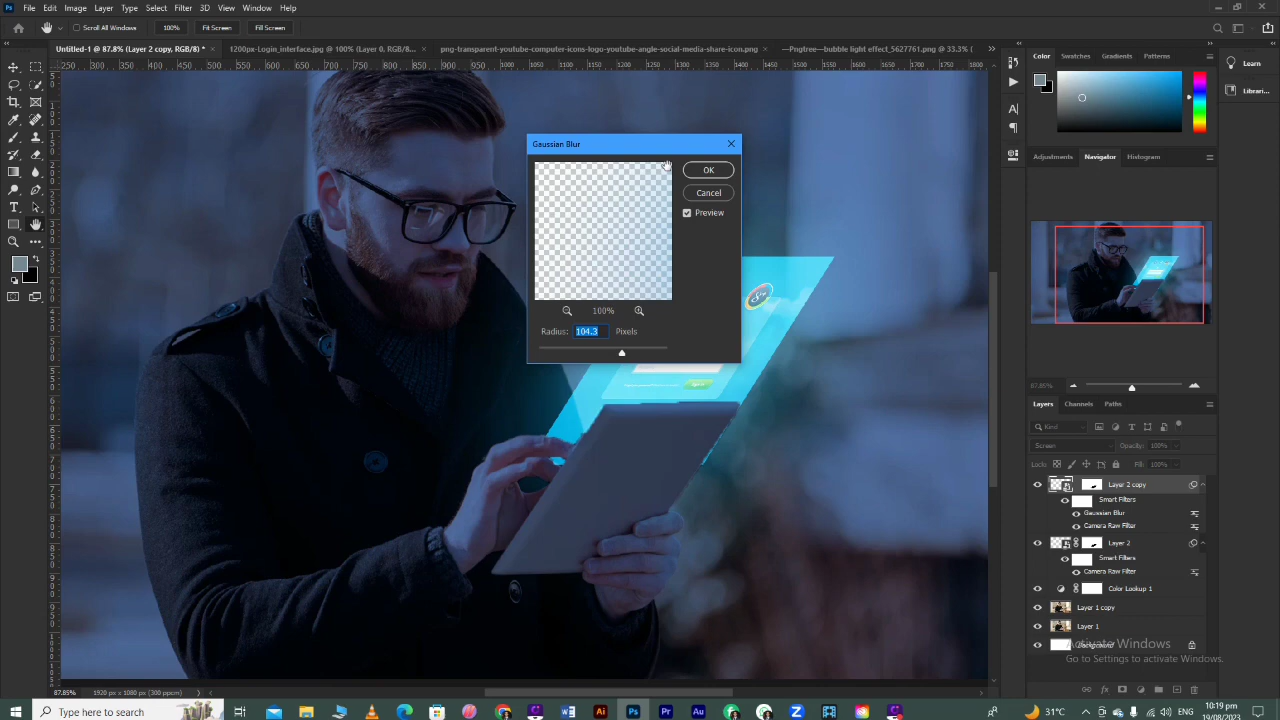 Ps File Edit Image Layer Type Select Filter 3D View Window Help
Scroll All Windows 100% Fit Screen Fill Screen
Untitled-1 @ 87.8% (Layer 2 copy, RGB/8) * × 1200px-Login_interface.jpg @ 100% (Layer 0, RGB/8... × png-transparent-youtube-computer-icons-logo-youtube-angle-social-media-share-icon.png × —Pngtree—bubble light effect_5627761.png @ 33.3% (
Color Swatches Gradients Patterns
Learn
Librari...
Gaussian Blur
OK
Cancel
Preview
100%
Radius: 104.3 Pixels
Adjustments Navigator Histogram
87.85%
Layers Channels Paths
Kind
Screen Opacity: 100%
Lock: Fill: 100%
Layer 2 copy
Smart Filters
Gaussian Blur
Camera Raw Filter
Layer 2
Smart Filters
Camera Raw Filter
Color Lookup 1
Layer 1 copy
Layer 1
Background
Activate Windows
Go to Settings to activate Windows.
87.85% 1920 px x 1080 px (300 ppcm)
Type here to search
31°C ENG 10:19 PM
19/08/2023